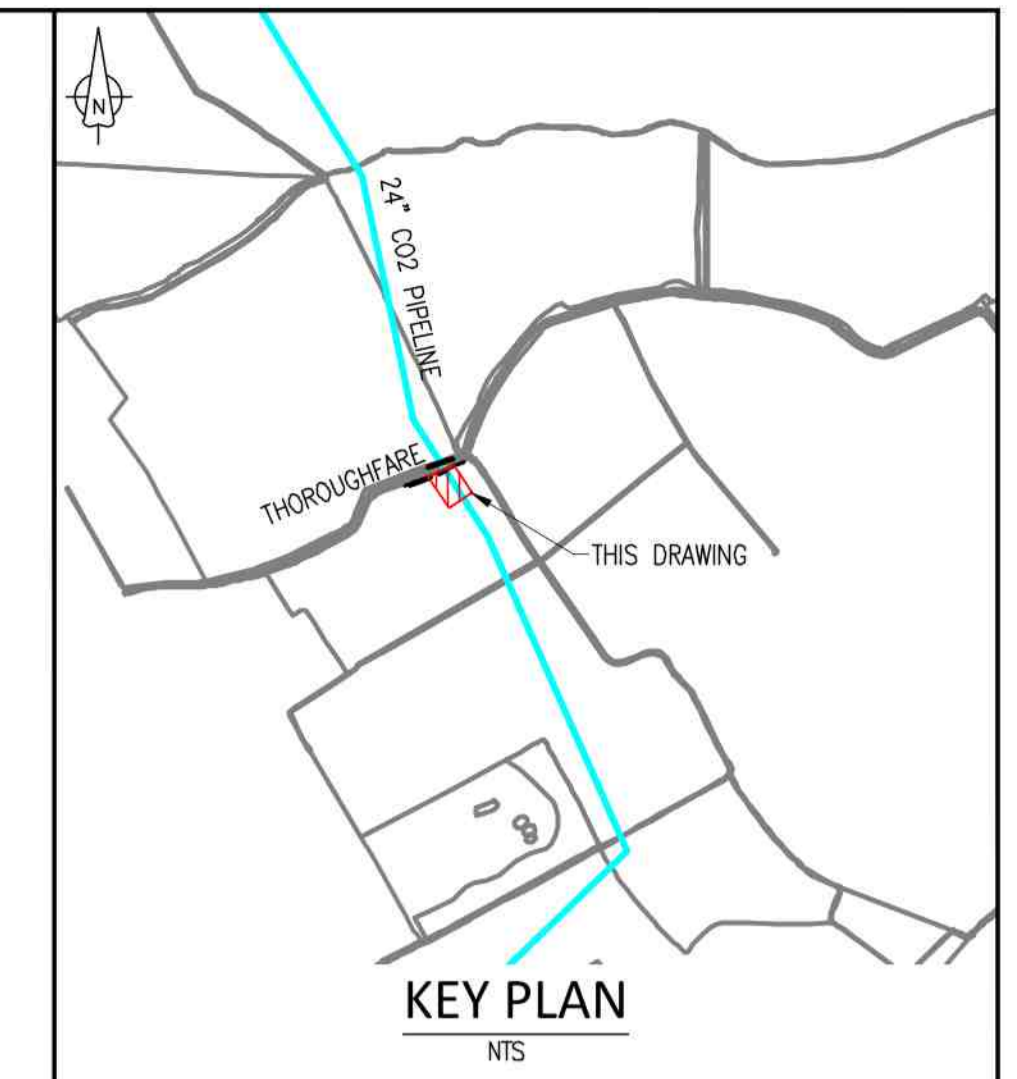 N
24" CO2 PIPELINE
THOROUGHFARE
THIS DRAWING
KEY PLAN
NTS